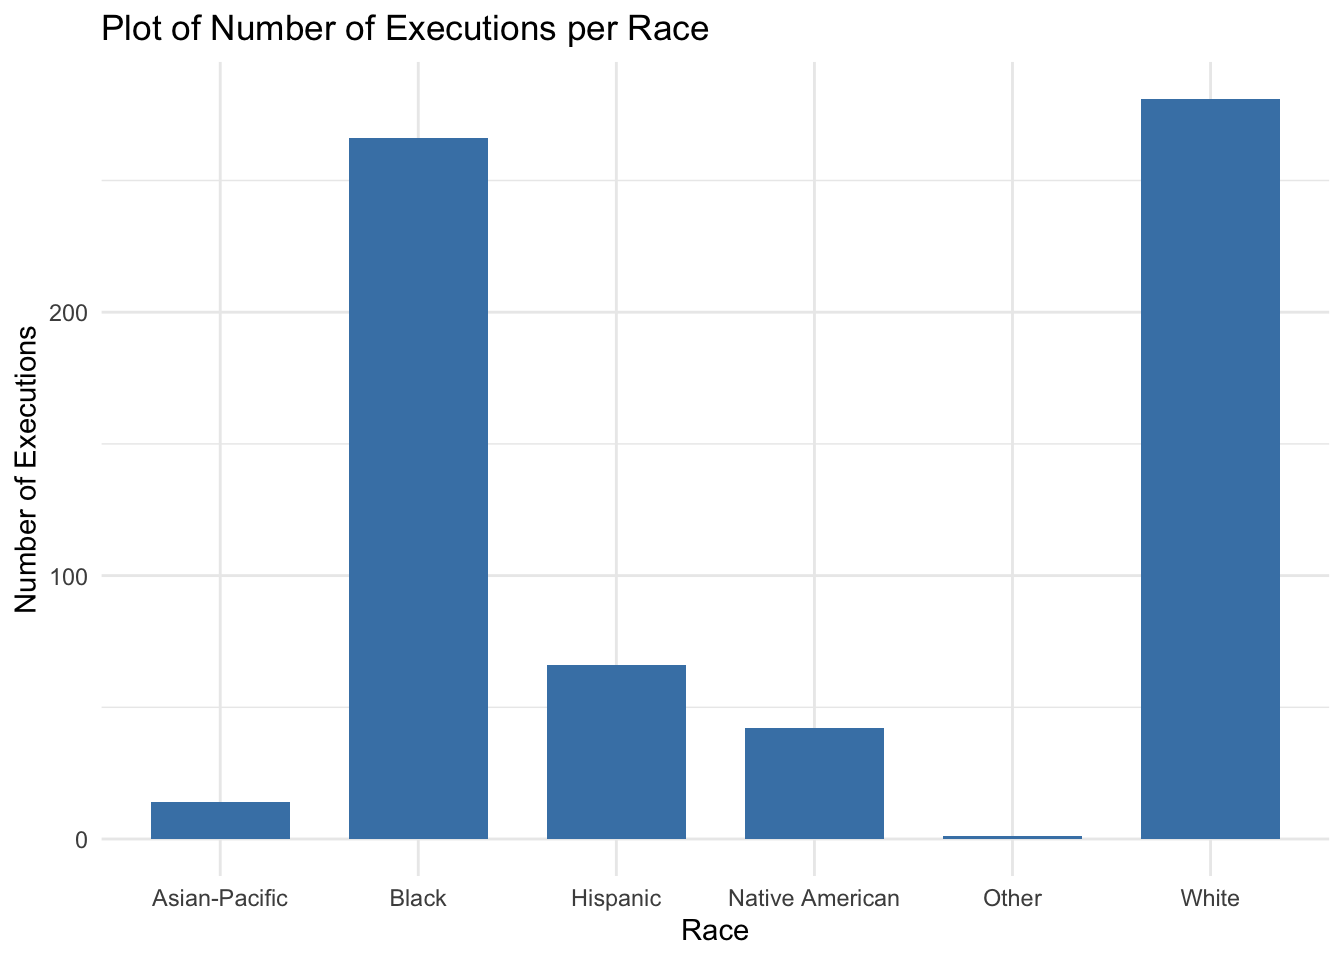 Plot of Number of Executions per Race
Number of Executions
200
100
0
Asian-Pacific
Black
Hispanic
Native American
Other
White
Race